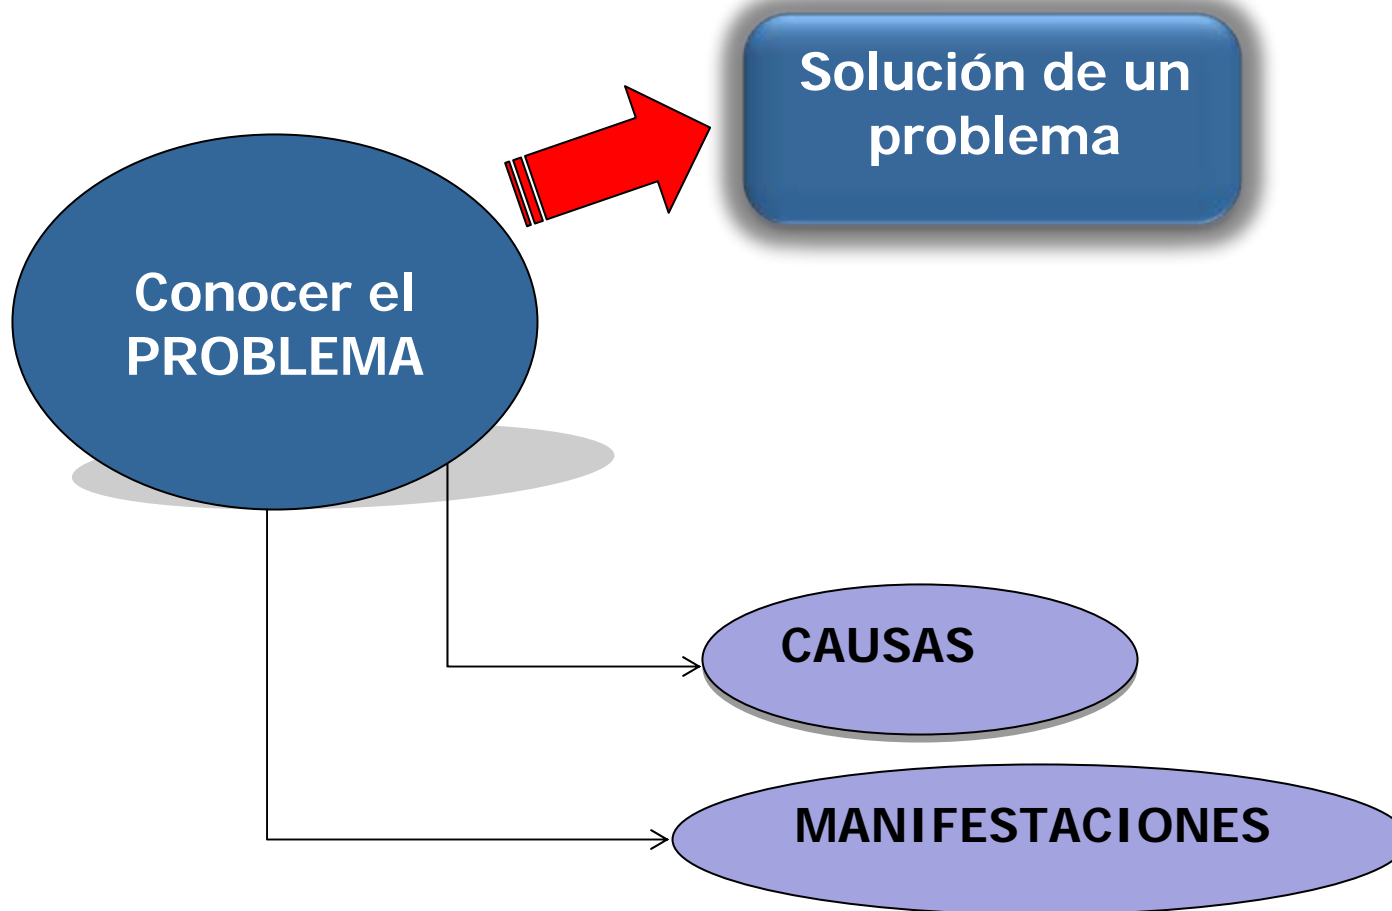 Solución de un
problema
Conocer el
PROBLEMA
CAUSAS
MANIFESTACIONES